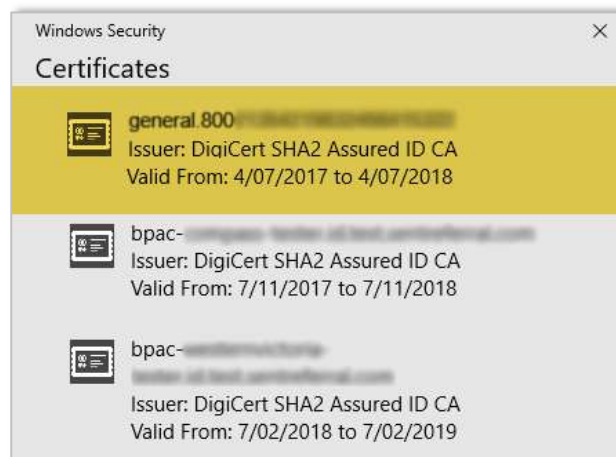 Windows Security
Certificates
general.800
Issuer: DigiCert SHA2 Assured ID CA
Valid From: 4/07/2017 to 4/07/2018
bpac-
Issuer: DigiCert SHA2 Assured ID CA
Valid From: 7/11/2017 to 7/11/2018
bpac-
Issuer: DigiCert SHA2 Assured ID CA
Valid From: 7/02/2018 to 7/02/2019